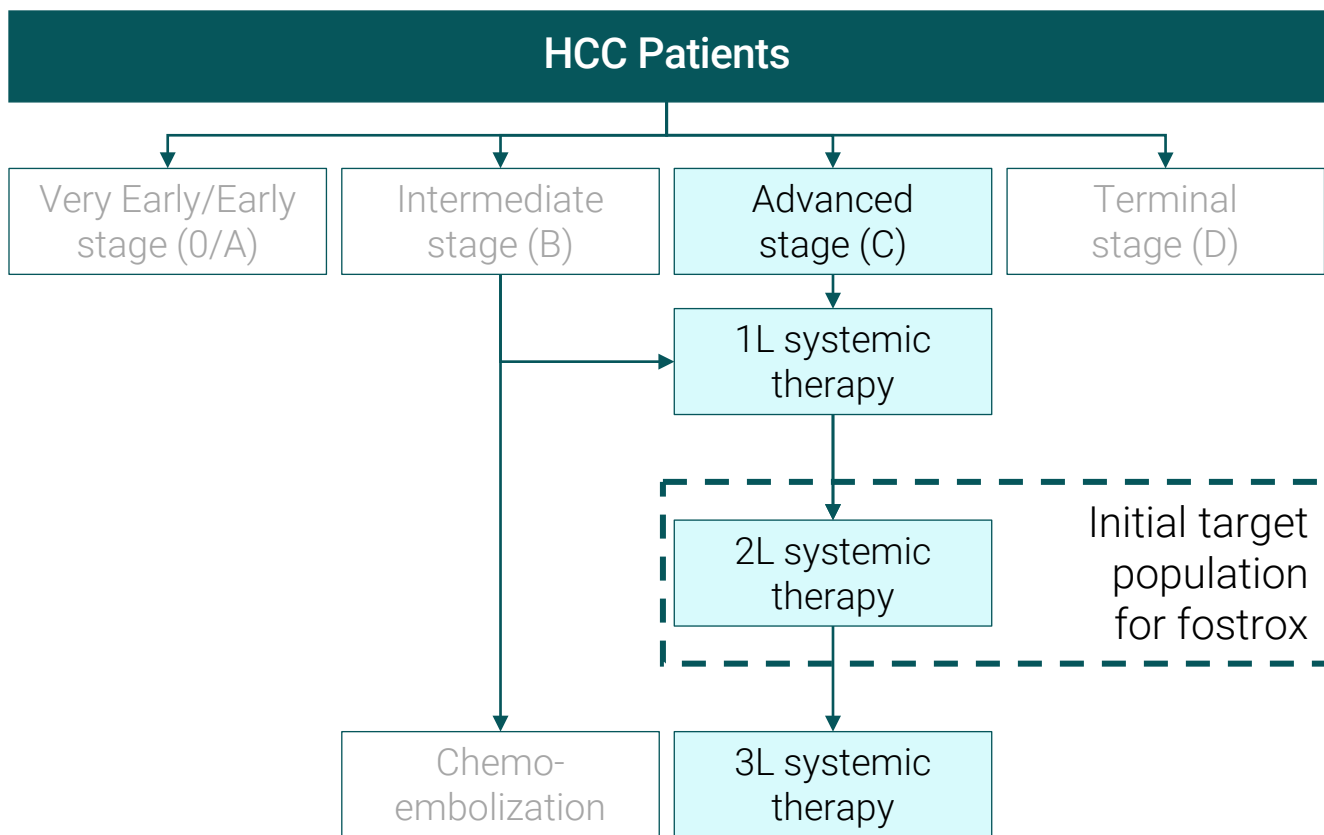 HCC Patients
Very Early/Early
stage (0/A)
Intermediate
stage (B)
Advanced
stage (C)
Terminal
stage (D)
1L systemic
therapy
2L systemic
therapy
Initial target
population
for fostrox
Chemo-
embolization
3L systemic
therapy